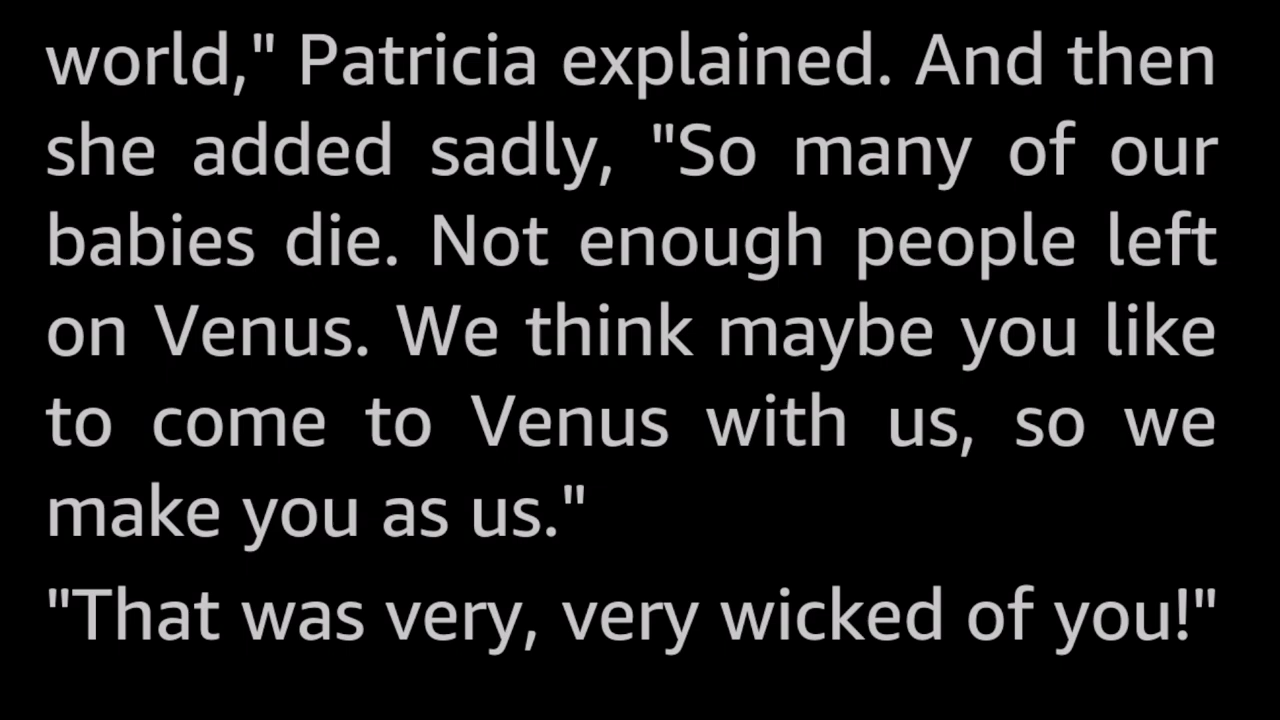 world," Patricia explained. And then
she added sadly, "So many of our
babies die. Not enough people left
on Venus. We think maybe you like
to come to Venus with us, so we
make you as us."
"That was very, very wicked of you!"